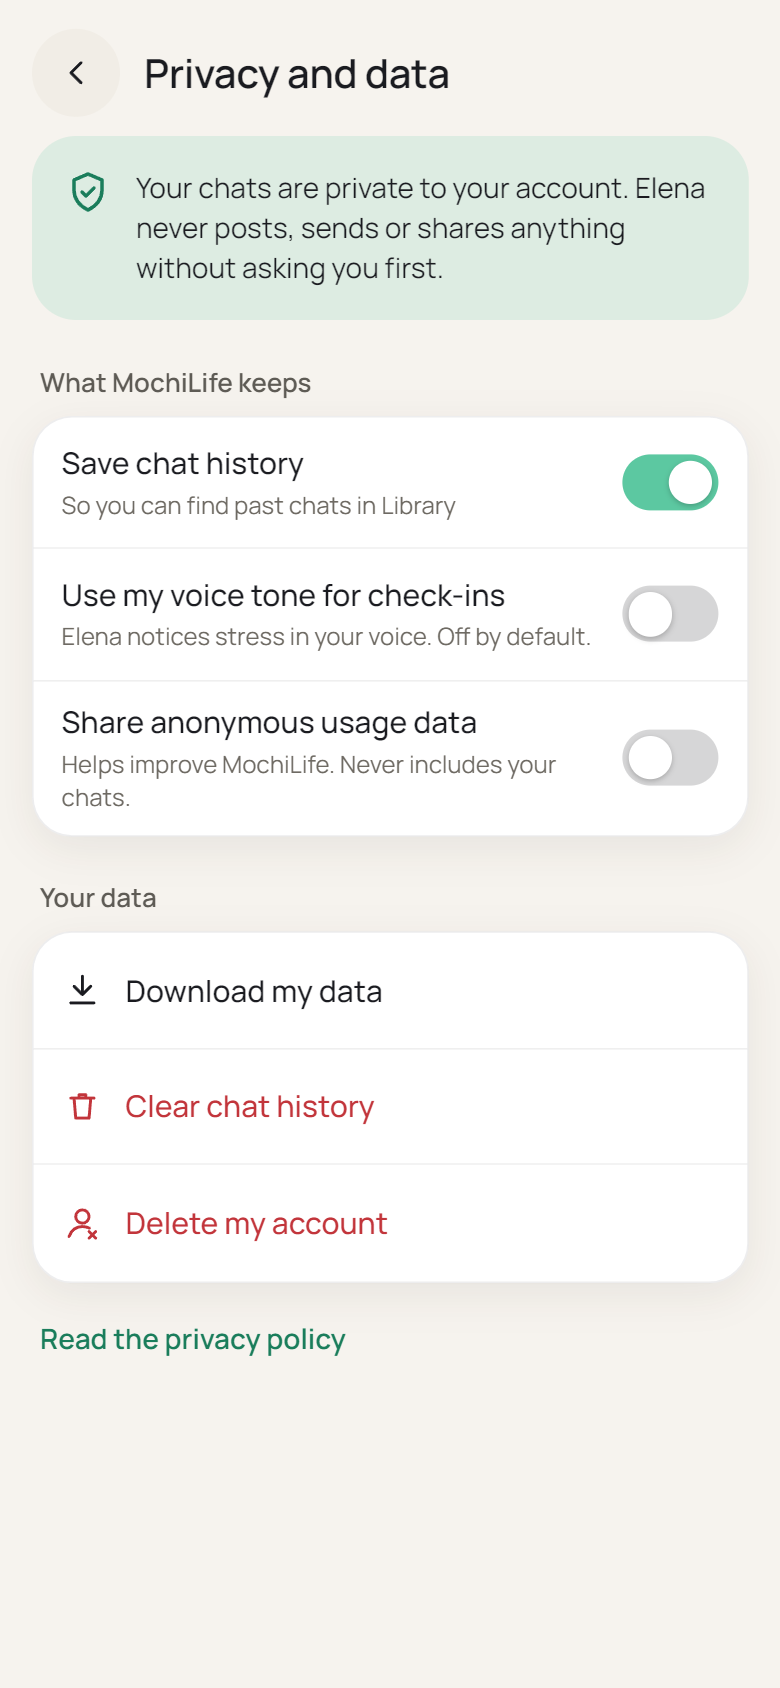 Privacy and data
Your chats are private to your account. Elena
never posts, sends or shares anything
without asking you first.
What MochiLife keeps
Save chat history
So you can find past chats in Library
Use my voice tone for check-ins
Elena notices stress in your voice. Off by default.
Share anonymous usage data
Helps improve MochiLife. Never includes your
chats.
Your data
Download my data
Clear chat history
Delete my account
Read the privacy policy